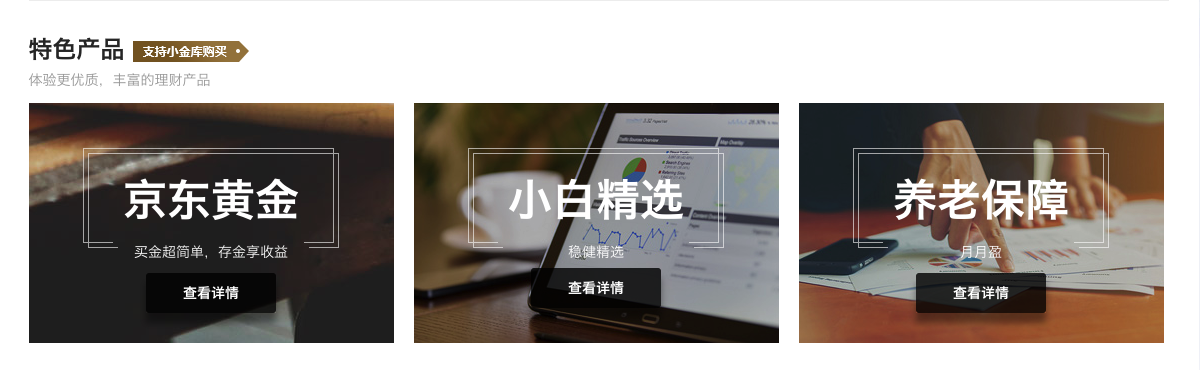 特色产品 支持小金库购买
体验更优质，丰富的理财产品
京东黄金
买金超简单，存金享收益
查看详情
小白精选
稳健精选
查看详情
养老保障
月月盈
查看详情